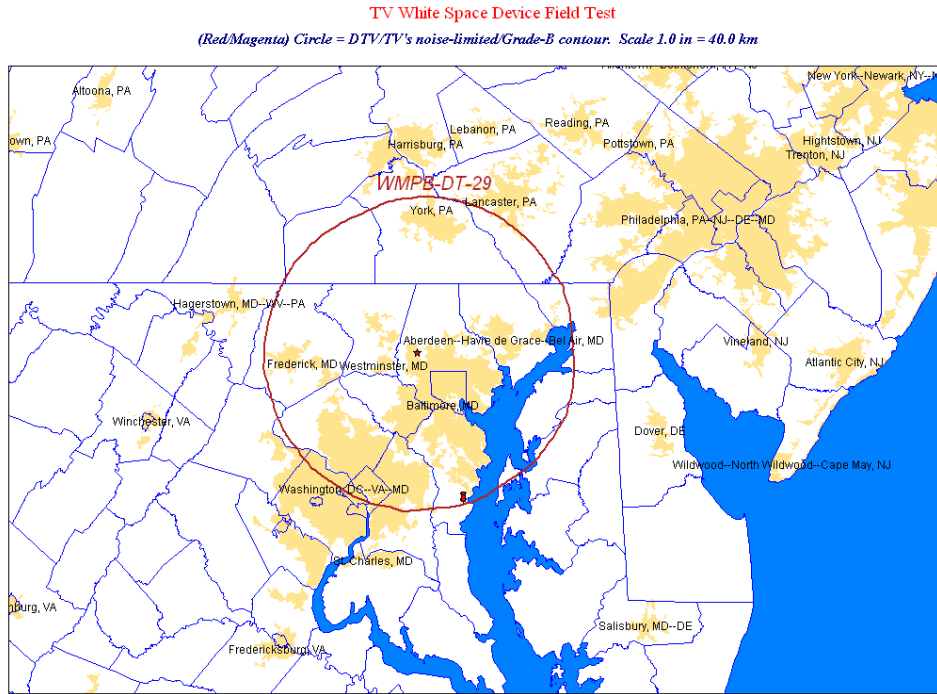 TV White Space Device Field Test
(Red/Magenta) Circle = DTV/TV's noise-limited/Grade-B contour. Scale 1.0 in = 40.0 km
New York--Newark, NY--
Altoona, PA
Lebanon, PA
Reading, PA
own, PA
Harrisburg, PA
Pottstown, PA
Hightstown, NJ
Trenton, NJ
WMPB-DT-29
York, PA
Lancaster, PA
Philadelphia, PA--NJ--DE--MD
Hagerstown, MD--WV--PA
Aberdeen--Havre de Grace--Bel Air, MD
Vineland, NJ
Frederick, MD
Westminster, MD
Atlantic City, NJ
Baltimore, MD
Winchester, VA
Dover, DE
Wildwood--North Wildwood--Cape May, NJ
Washington, DC--VA--MD
St. Charles, MD
nburg, VA
Salisbury, MD--DE
Fredericksburg, VA